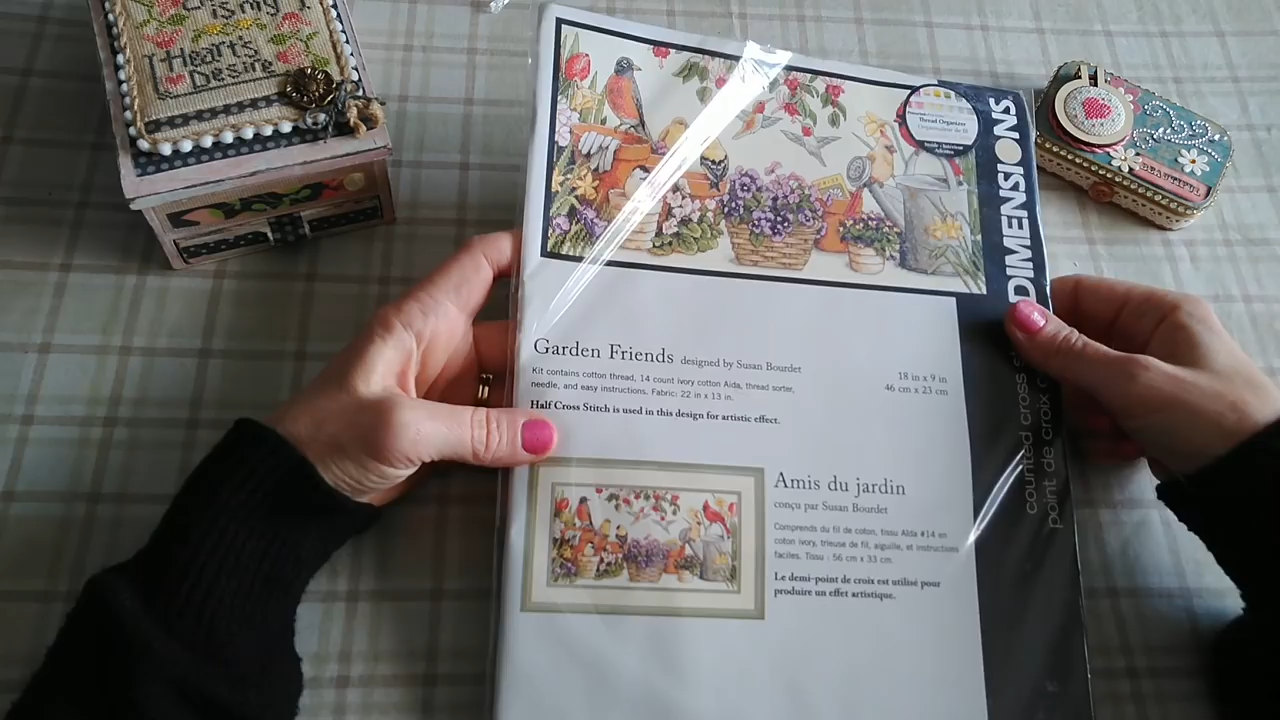 is my
Heart's
Desire
Thread Organizer
DIMENSIONS
BEAUTIFUL
Garden Friends designed by Susan Bourdet
18 in x 9 in
46 cm x 23 cm
Kit contains cotton thread, 14 count ivory cotton Aida, thread sorter,
needle, and easy instructions. Fabric: 22 in x 13 in.
Half Cross Stitch is used in this design for artistic effect.
counted cross
point de croix
Amis du jardin
conçu par Susan Bourdet
Comprends du fil de coton, tissu Aida #14 en
coton ivory, trieuse de fil, aiguille, et instructions
faciles. Tissu : 56 cm x 33 cm.
Le demi-point de croix est utilisé pour
produire un effet artistique.